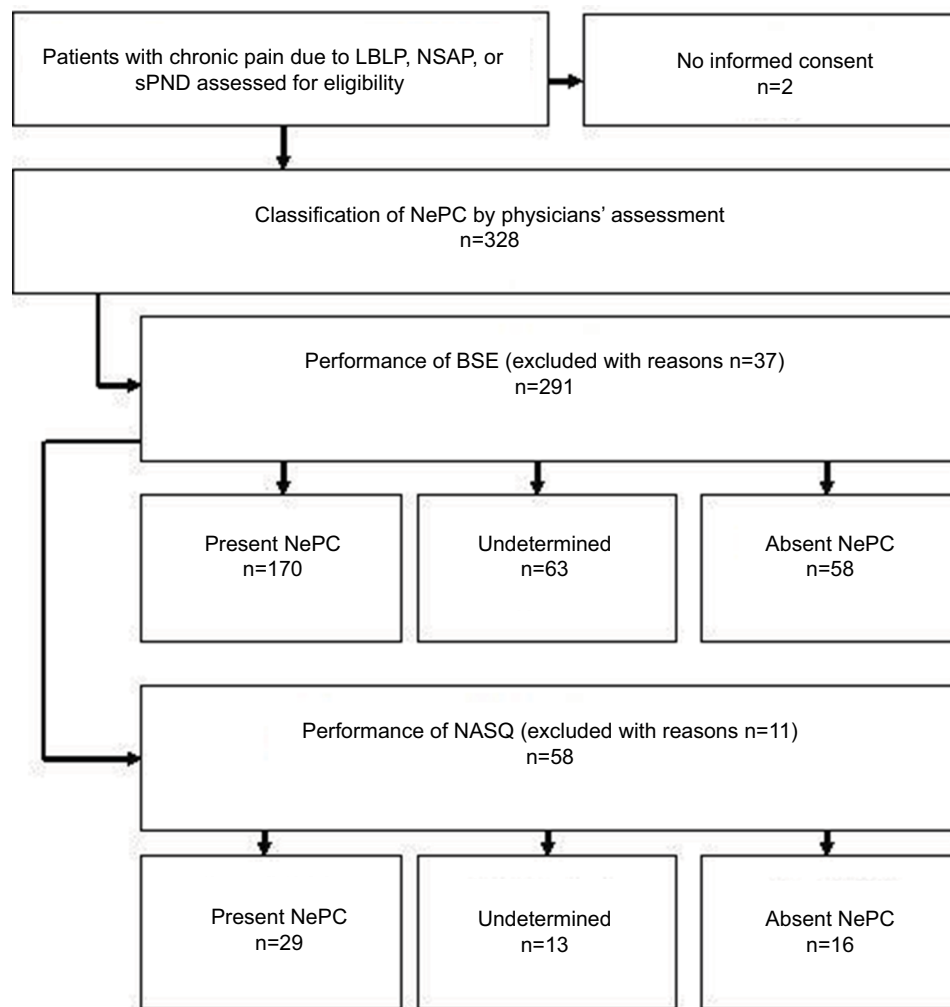 Patients with chronic pain due to LBLP, NSAP, or
sPND assessed for eligibility
No informed consent
n=2
Classification of NePC by physicians’ assessment
n=328
Performance of BSE (excluded with reasons n=37)
n=291
Present NePC
n=170
Undetermined
n=63
Absent NePC
n=58
Performance of NASQ (excluded with reasons n=11)
n=58
Present NePC
n=29
Undetermined
n=13
Absent NePC
n=16